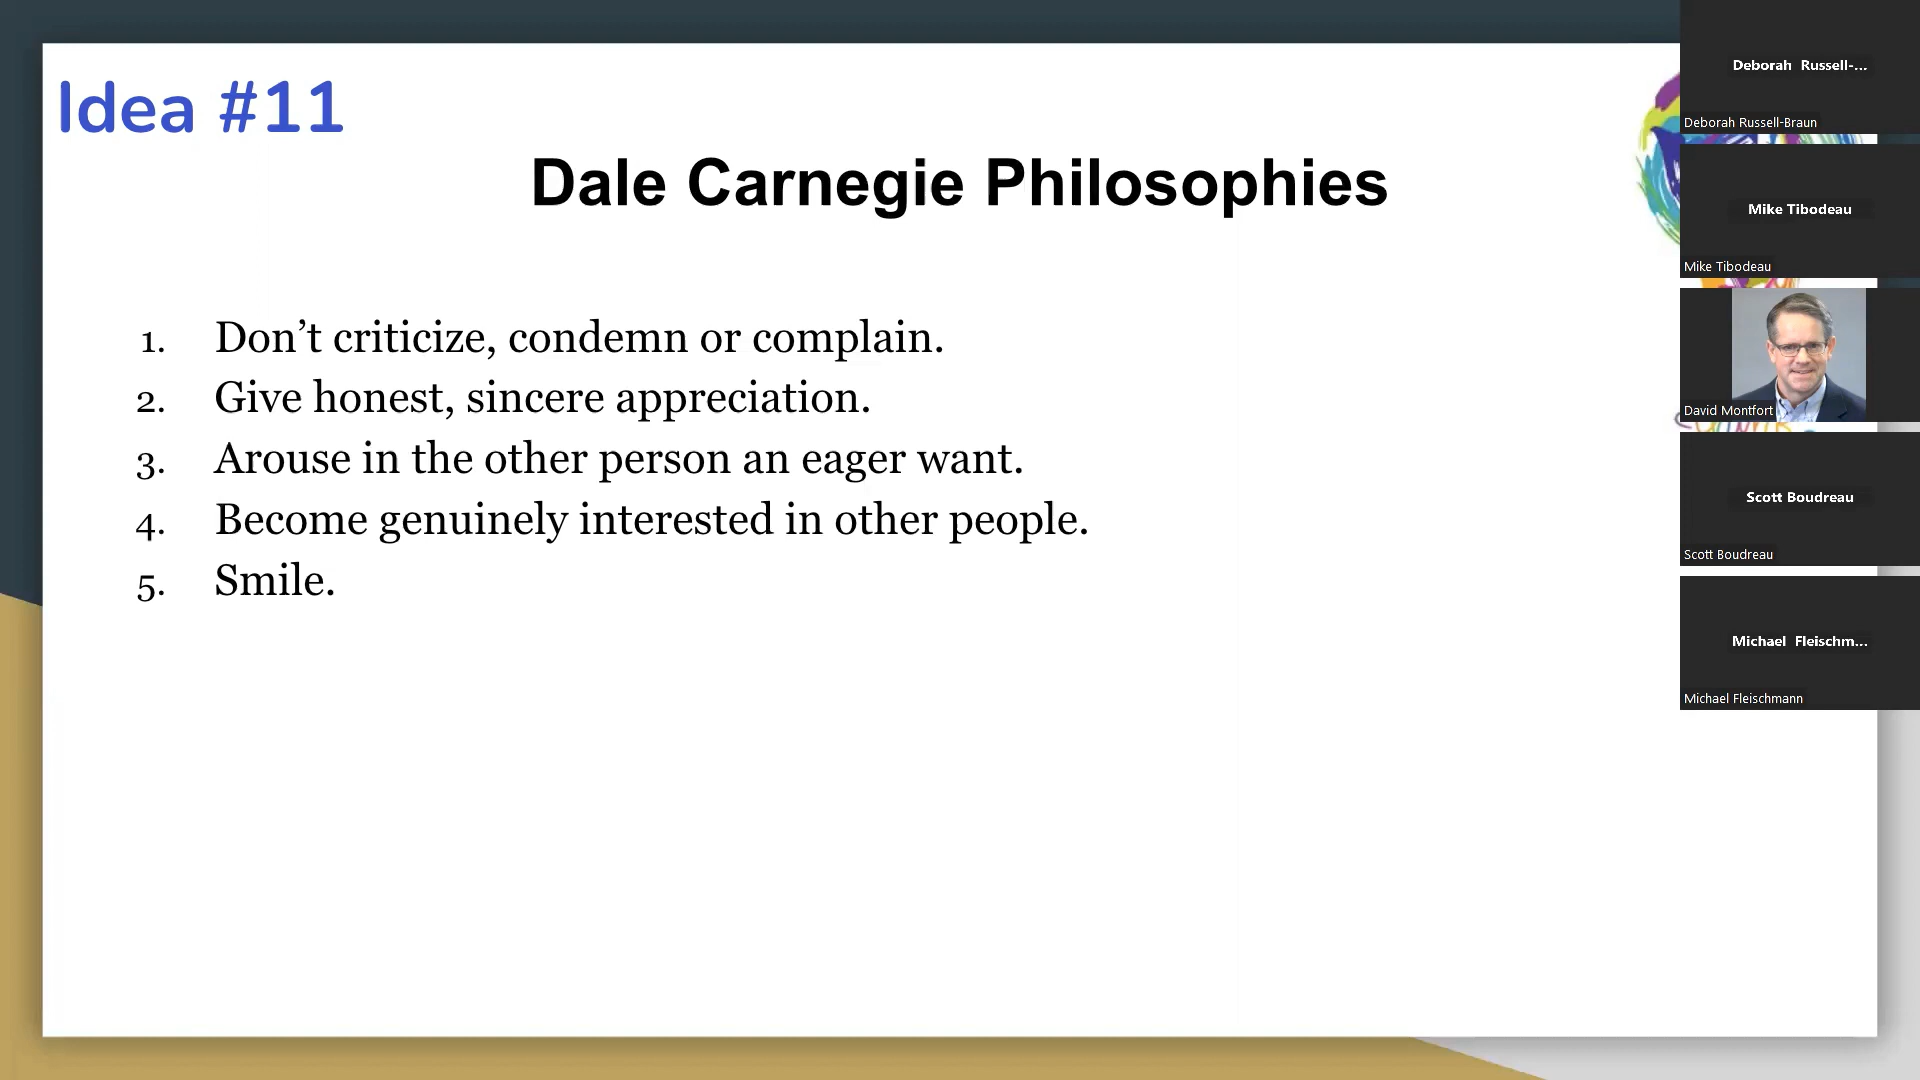 Idea #11
Dale Carnegie Philosophies
1. Don’t criticize, condemn or complain.
2. Give honest, sincere appreciation.
3. Arouse in the other person an eager want.
4. Become genuinely interested in other people.
5. Smile.
Deborah Russell-...
Deborah Russell-Braun
Mike Tibodeau
Mike Tibodeau
David Montfort
Scott Boudreau
Scott Boudreau
Michael Fleischm...
Michael Fleischmann